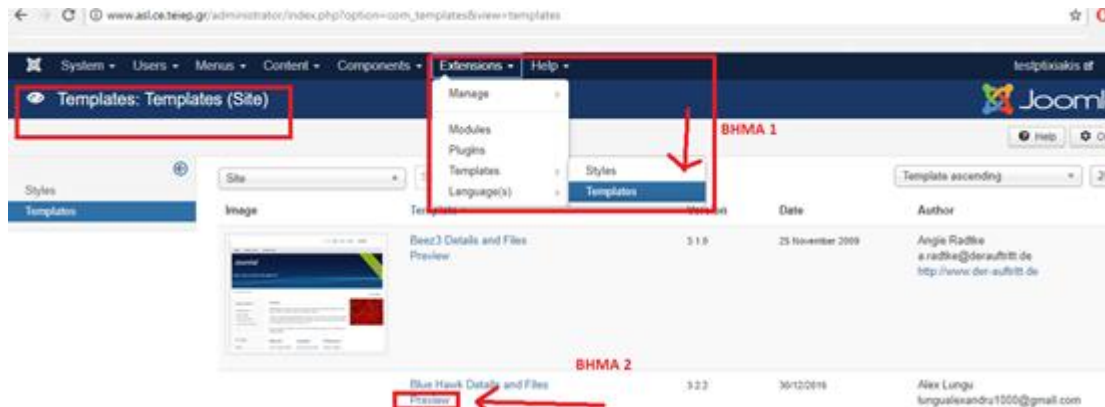 www.asl.ce.teiep.gr/administrator/index.php?option=com_templates&view=templates
System Users Menus Content Components Extensions Help testptixiakis
Templates: Templates (Site)
Joom
Manage
Modules
Plugins
Templates
Language(s)
Styles
Templates
BHMA 1
Help
Styles
Templates
Site
Template ascending
Image Version Date Author
Beez3 Details and Files
Preview
3.1.0
25 November 2009
Angie Radtke
a.radtke@derauftritt.de
http://www.der-auftritt.de
BHMA 2
Blue Hawk Details and Files
Preview
3.2.2
30/12/2016
Alex Lungu
lungualexandru1000@gmail.com